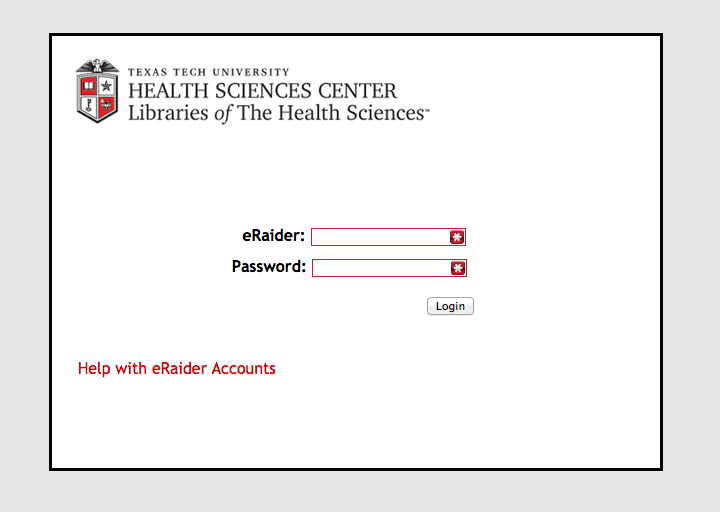 TEXAS TECH UNIVERSITY
HEALTH SCIENCES CENTER
Libraries of The Health Sciences™
eRaider:
Password:
Login
Help with eRaider Accounts